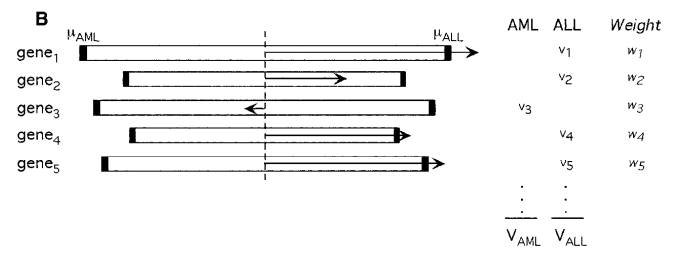 B
μAML μALL AML ALL Weight
gene1 v1 w1
gene2 v2 w2
gene3 v3 w3
gene4 v4 w4
gene5 v5 w5
VAML VALL